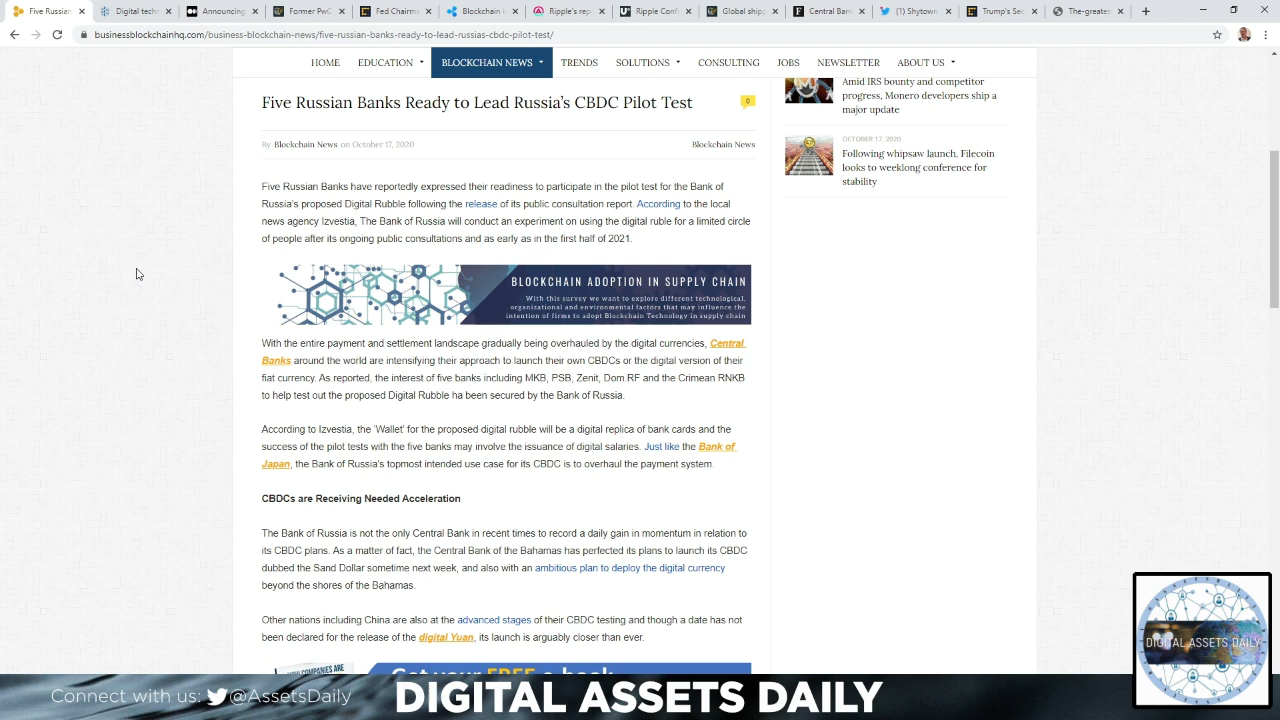 Five Russian
Digital tech
Announcing
Former PwC
Fed Charms
Blockchain
Ripple's rep
Ripple Test
Global ship
Central Ban
(1) Shytown
Trump's Sec
The-greates
businessblockchainhq.com/business-blockchain-news/five-russian-banks-ready-to-lead-russias-cbdc-pilot-test/
HOME EDUCATION BLOCKCHAIN NEWS TRENDS SOLUTIONS CONSULTING JOBS NEWSLETTER ABOUT US
Five Russian Banks Ready to Lead Russia's CBDC Pilot Test
0
By Blockchain News on October 17, 2020
Blockchain News
Five Russian Banks have reportedly expressed their readiness to participate in the pilot test for the Bank of
Russia's proposed Digital Rubble following the release of its public consultation report. According to the local
news agency Izvestia, The Bank of Russia will conduct an experiment on using the digital ruble for a limited circle
of people after its ongoing public consultations and as early as in the first half of 2021.
BLOCKCHAIN ADOPTION IN SUPPLY CHAIN
With this survey we want to explore different technological,
organizational and environmental factors that may influence the
intention of firms to adopt Blockchain Technology in supply chain
With the entire payment and settlement landscape gradually being overhauled by the digital currencies, Central
Banks around the world are intensifying their approach to launch their own CBDCs or the digital version of their
fiat currency. As reported, the interest of five banks including MKB, PSB, Zenit, Dom.RF and the Crimean RNKB
to help test out the proposed Digital Rubble ha been secured by the Bank of Russia.
According to Izvestia, the 'Wallet' for the proposed digital rubble will be a digital replica of bank cards and the
success of the pilot tests with the five banks may involve the issuance of digital salaries. Just like the Bank of
Japan, the Bank of Russia's topmost intended use case for its CBDC is to overhaul the payment system.
CBDCs are Receiving Needed Acceleration
The Bank of Russia is not the only Central Bank in recent times to record a daily gain in momentum in relation to
its CBDC plans. As a matter of fact, the Central Bank of the Bahamas has perfected its plans to launch its CBDC
dubbed the Sand Dollar sometime next week, and also with an ambitious plan to deploy the digital currency
beyond the shores of the Bahamas.
Other nations including China are also at the advanced stages of their CBDC testing and though a date has not
been declared for the release of the digital Yuan, its launch is arguably closer than ever.
Amid IRS bounty and competitor
progress, Monero developers ship a
major update
OCTOBER 17, 2020
Following whipsaw launch, Filecoin
looks to weeklong conference for
stability
COMPANIES ARE
Get your FREE e-book
DIGITAL ASSETS DAILY
Connect with us: @AssetsDaily
DIGITAL ASSETS DAILY